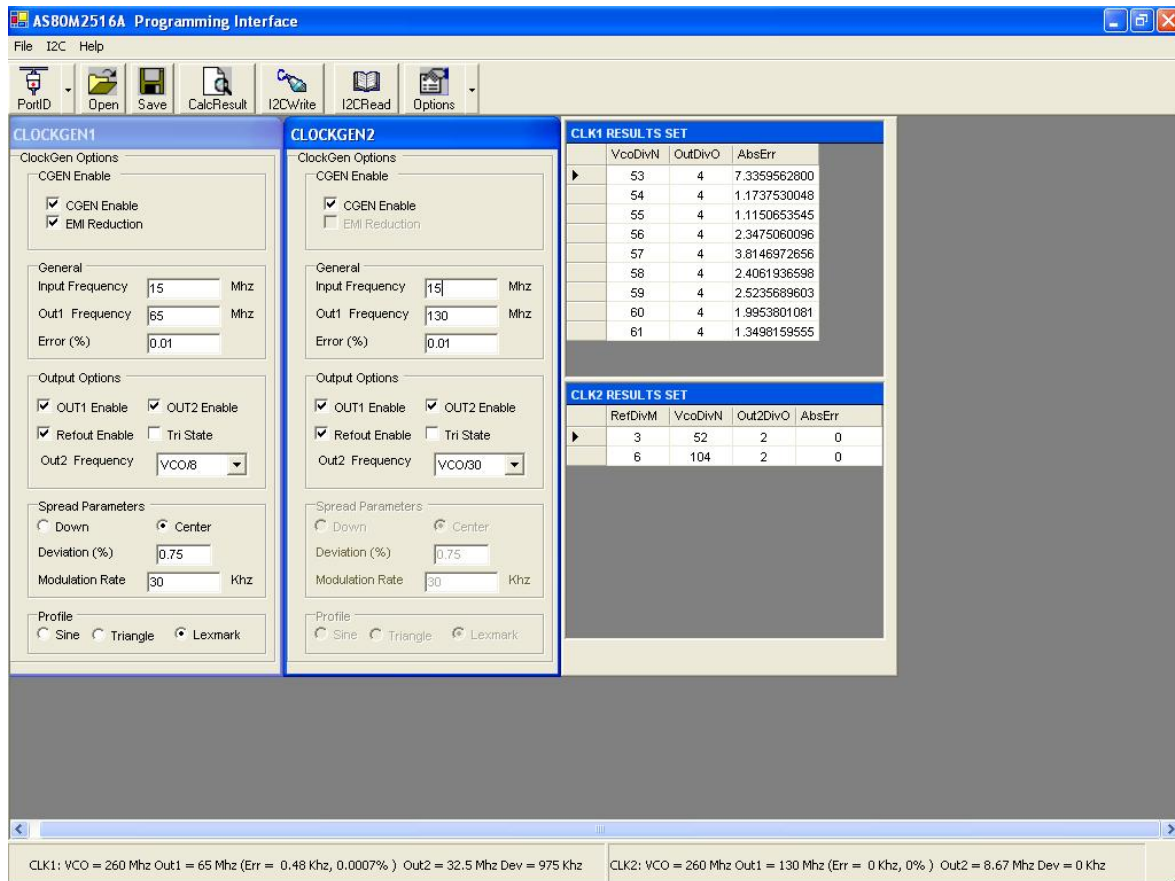 AS80M2516A Programming Interface
File I2C Help
PortID Open Save CalcResult I2CWrite I2CRead Options
CLOCKGEN1
ClockGen Options
CGEN Enable
CGEN Enable
EMI Reduction
General
Input Frequency 15 Mhz
Out1 Frequency 65 Mhz
Error (%) 0.01
Output Options
OUT1 Enable OUT2 Enable
Refout Enable Tri State
Out2 Frequency VCO/8
Spread Parameters
Down Center
Deviation (%) 0.75
Modulation Rate 30 Khz
Profile
Sine Triangle Lexmark
CLOCKGEN2
ClockGen Options
CGEN Enable
CGEN Enable
EMI Reduction
General
Input Frequency 15 Mhz
Out1 Frequency 130 Mhz
Error (%) 0.01
Output Options
OUT1 Enable OUT2 Enable
Refout Enable Tri State
Out2 Frequency VCO/30
Spread Parameters
Down Center
Deviation (%) 0.75
Modulation Rate 30 Khz
Profile
Sine Triangle Lexmark
CLK1 RESULTS SET
VcoDivN OutDivO AbsErr
53 4 7.3359562800
54 4 1.1737530048
55 4 1.1150653545
56 4 2.3475060096
57 4 3.8146972656
58 4 2.4061936598
59 4 2.5235689603
60 4 1.9953801081
61 4 1.3498159555
CLK2 RESULTS SET
RefDivM VcoDivN Out2DivO AbsErr
3 52 2 0
6 104 2 0
CLK1: VCO = 260 Mhz Out1 = 65 Mhz (Err = 0.48 Khz, 0.0007% ) Out2 = 32.5 Mhz Dev = 975 Khz
CLK2: VCO = 260 Mhz Out1 = 130 Mhz (Err = 0 Khz, 0% ) Out2 = 8.67 Mhz Dev = 0 Khz